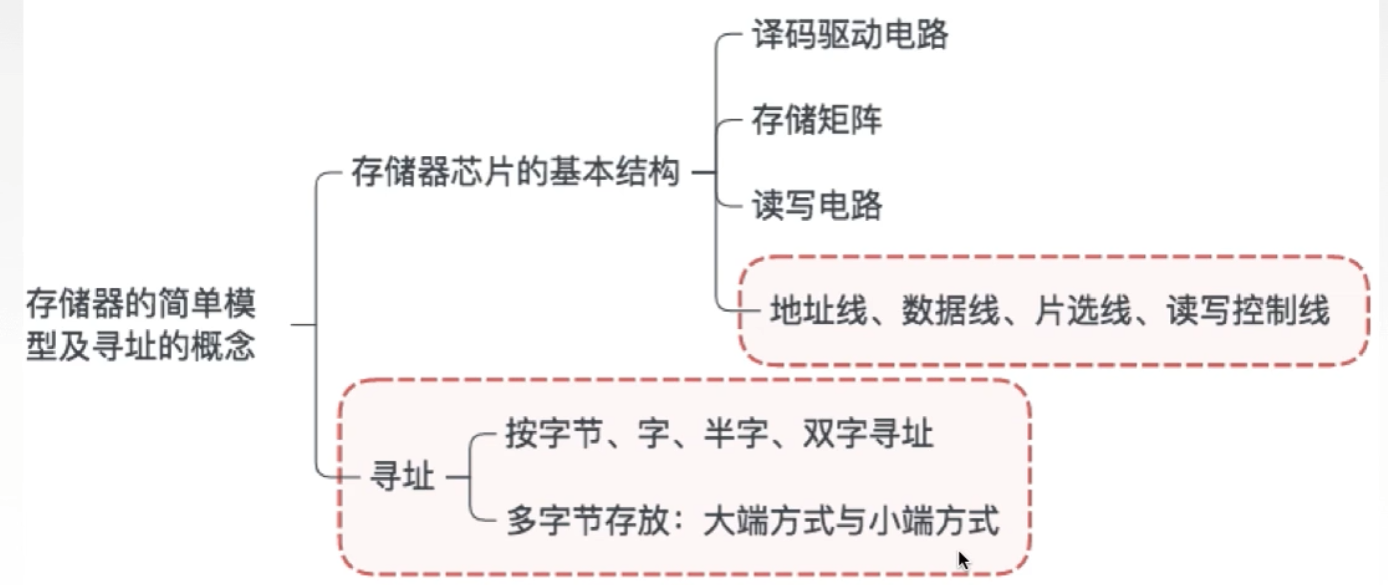 存储器的简单模
型及寻址的概念
存储器芯片的基本结构
译码驱动电路
存储矩阵
读写电路
地址线、数据线、片选线、读写控制线
寻址
按字节、字、半字、双字寻址
多字节存放：大端方式与小端方式